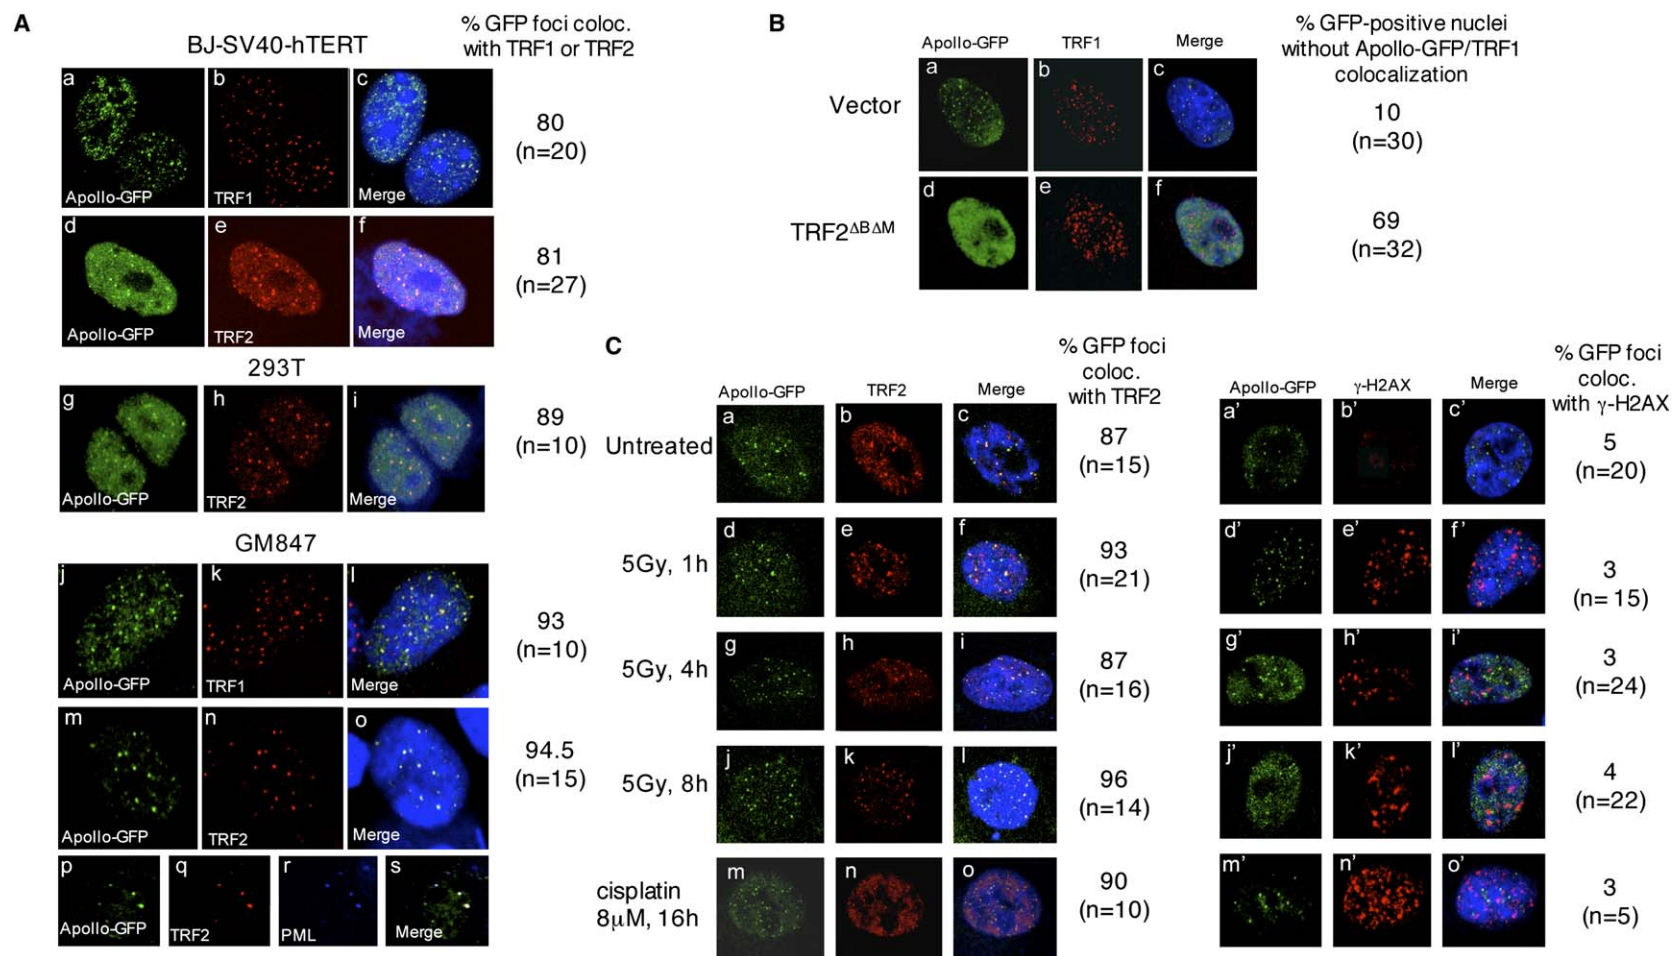 A
BJ-SV40-hTERT
% GFP foci coloc.
with TRF1 or TRF2
a
b
c
Apollo-GFP
TRF1
Merge
80
(n=20)
d
e
f
Apollo-GFP
TRF2
Merge
81
(n=27)
293T
g
h
i
Apollo-GFP
TRF2
Merge
89
(n=10)
GM847
j
k
l
Apollo-GFP
TRF1
Merge
93
(n=10)
m
n
o
Apollo-GFP
TRF2
Merge
94.5
(n=15)
p
q
r
s
Apollo-GFP
TRF2
PML
Merge
B
Apollo-GFP
TRF1
Merge
% GFP-positive nuclei
without Apollo-GFP/TRF1
colocalization
Vector
a
b
c
10
(n=30)
TRF2ΔBΔM
d
e
f
69
(n=32)
C
Apollo-GFP
TRF2
Merge
% GFP foci
coloc.
with TRF2
Apollo-GFP
γ-H2AX
Merge
% GFP foci
coloc.
with γ-H2AX
Untreated
a
b
c
87
(n=15)
a’
b’
c’
5
(n=20)
5Gy, 1h
d
e
f
93
(n=21)
d’
e’
f’
3
(n= 15)
5Gy, 4h
g
h
i
87
(n=16)
g’
h’
i’
3
(n=24)
5Gy, 8h
j
k
l
96
(n=14)
j’
k’
l’
4
(n=22)
cisplatin
8μM, 16h
m
n
o
90
(n=10)
m’
n’
o’
3
(n=5)